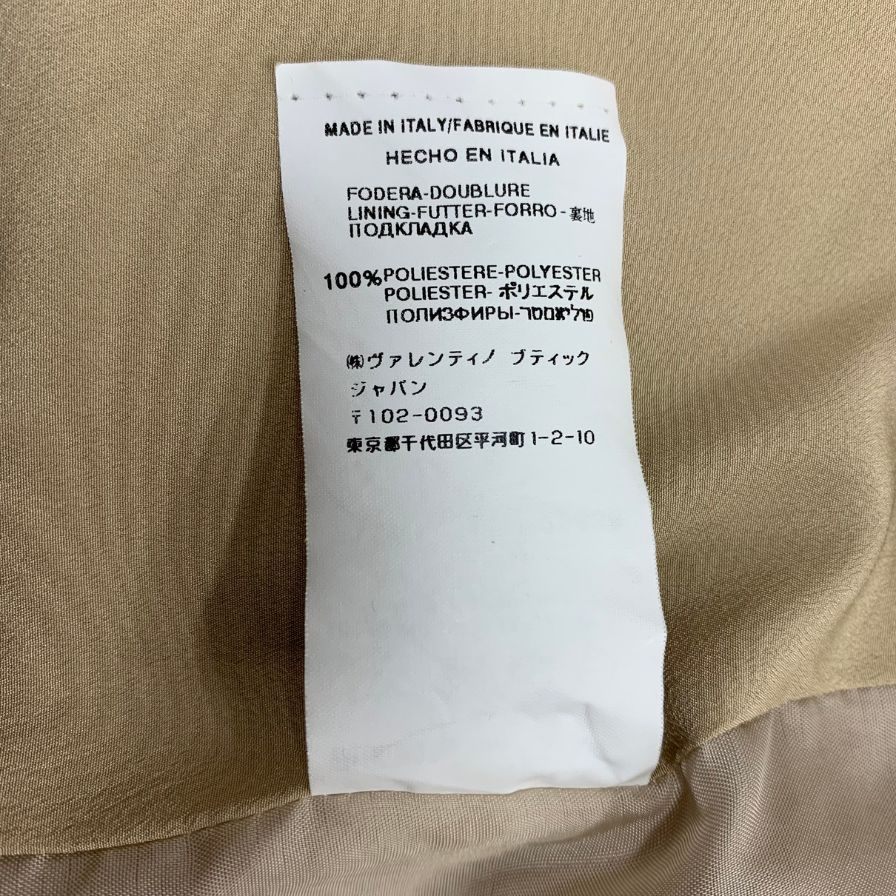 MADE IN ITALY/FABRIQUE EN ITALIE
HECHO EN ITALIA
FODERA-DOUBLURE
LINING-FUTTER-FORRO-裏地
ПОДКЛАДКА
100% POLIESTERE-POLYESTER
POLIESTER-ポリエステル
ПОЛИЗФИРЫ-פוליאסטר
㈱ヴァレンティノ ブティック
ジャパン
〒102-0093
東京都千代田区平河町1-2-10